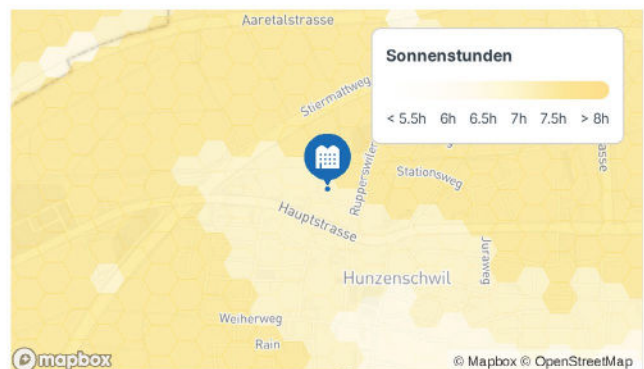 Aaretalstrasse
Sonnenstunden
< 5.5h 6h 6.5h 7h 7.5h > 8h
Stiermattweg
Stationsweg
Hauptstrasse
Juraweg
Hunzenschwil
Weiherweg
Rain
mapbox
© Mapbox © OpenStreetMap